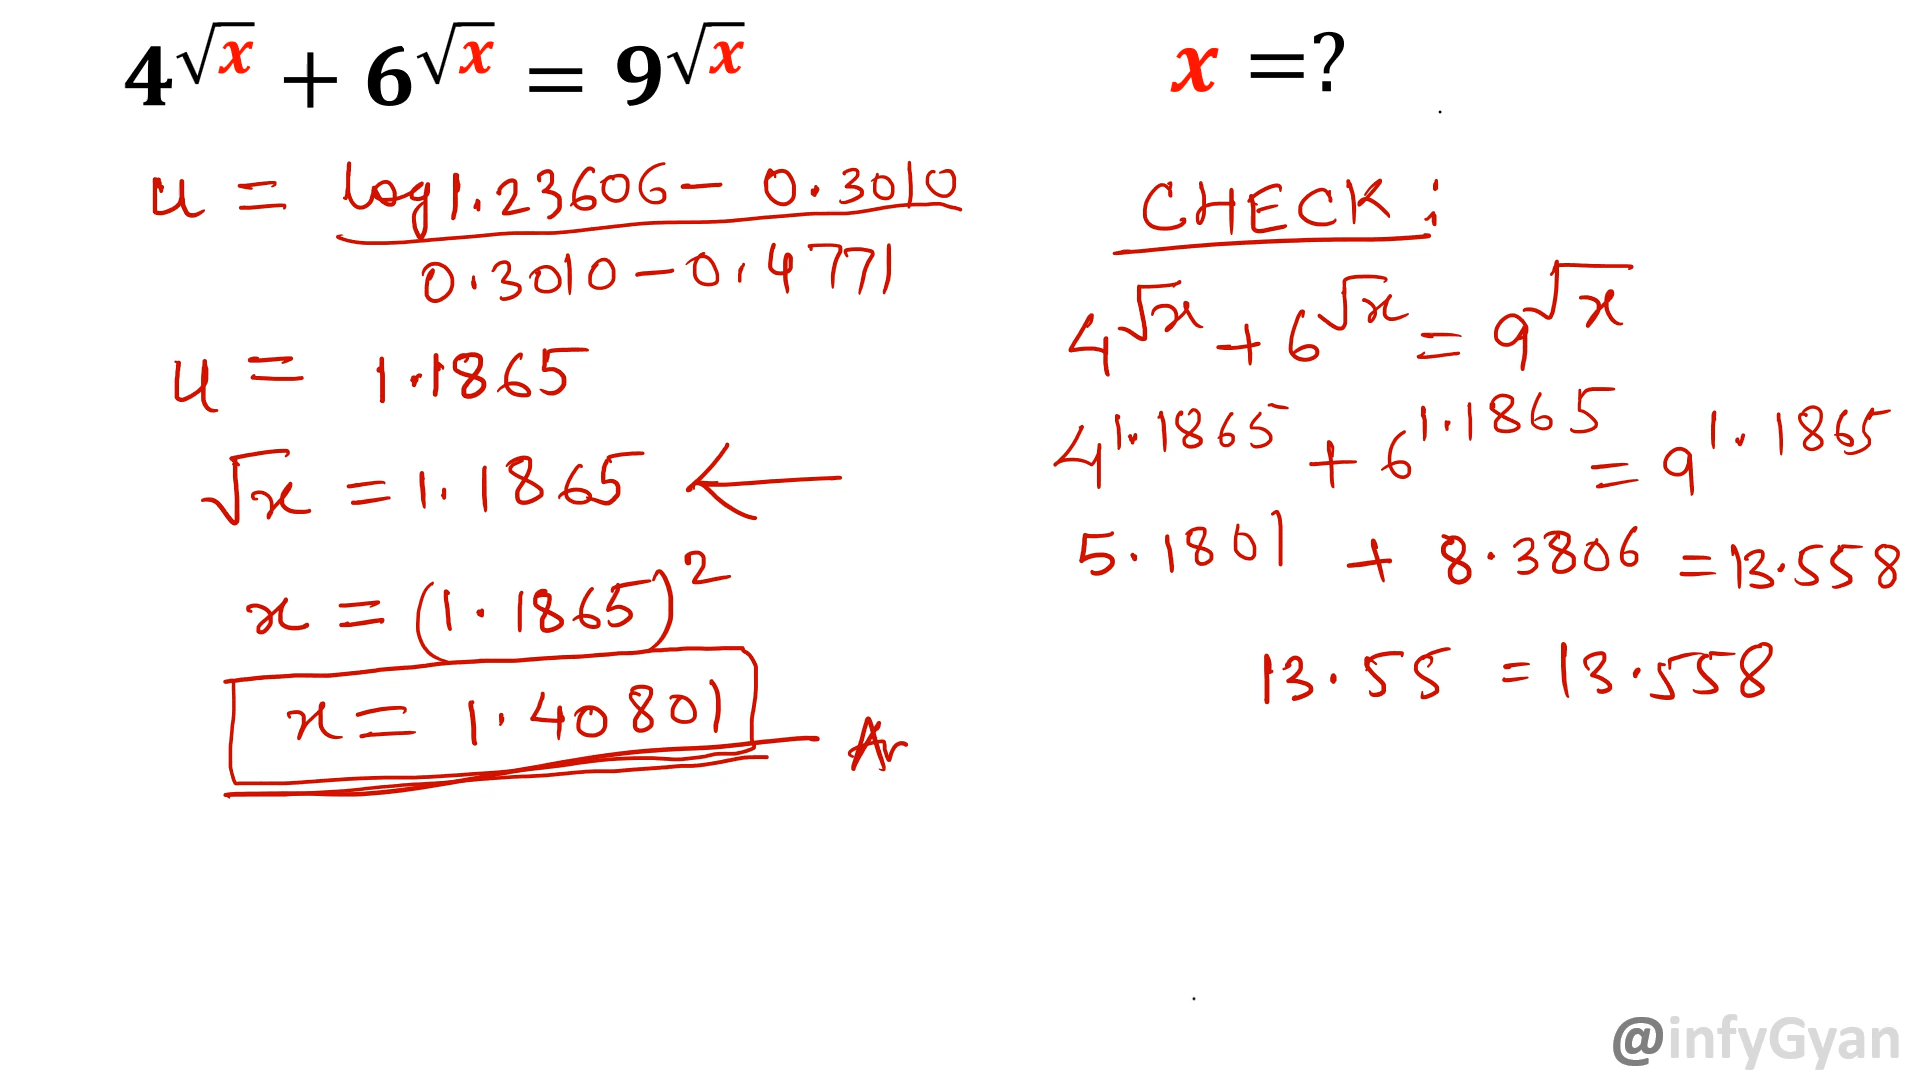 4^√x + 6^√x = 9^√x
x =?
u = log1.23606 - 0.3010
0.3010 - 0.4771
u = 1.1865
√x = 1.1865 ←
x = (1.1865)^2
x = 1.40801
CHECK :
4^√x + 6^√x = 9^√x
4^1.1865 + 6^1.1865 = 9^1.1865
5.1801 + 8.3806 = 13.558
13.55 = 13.558
@infyGyan